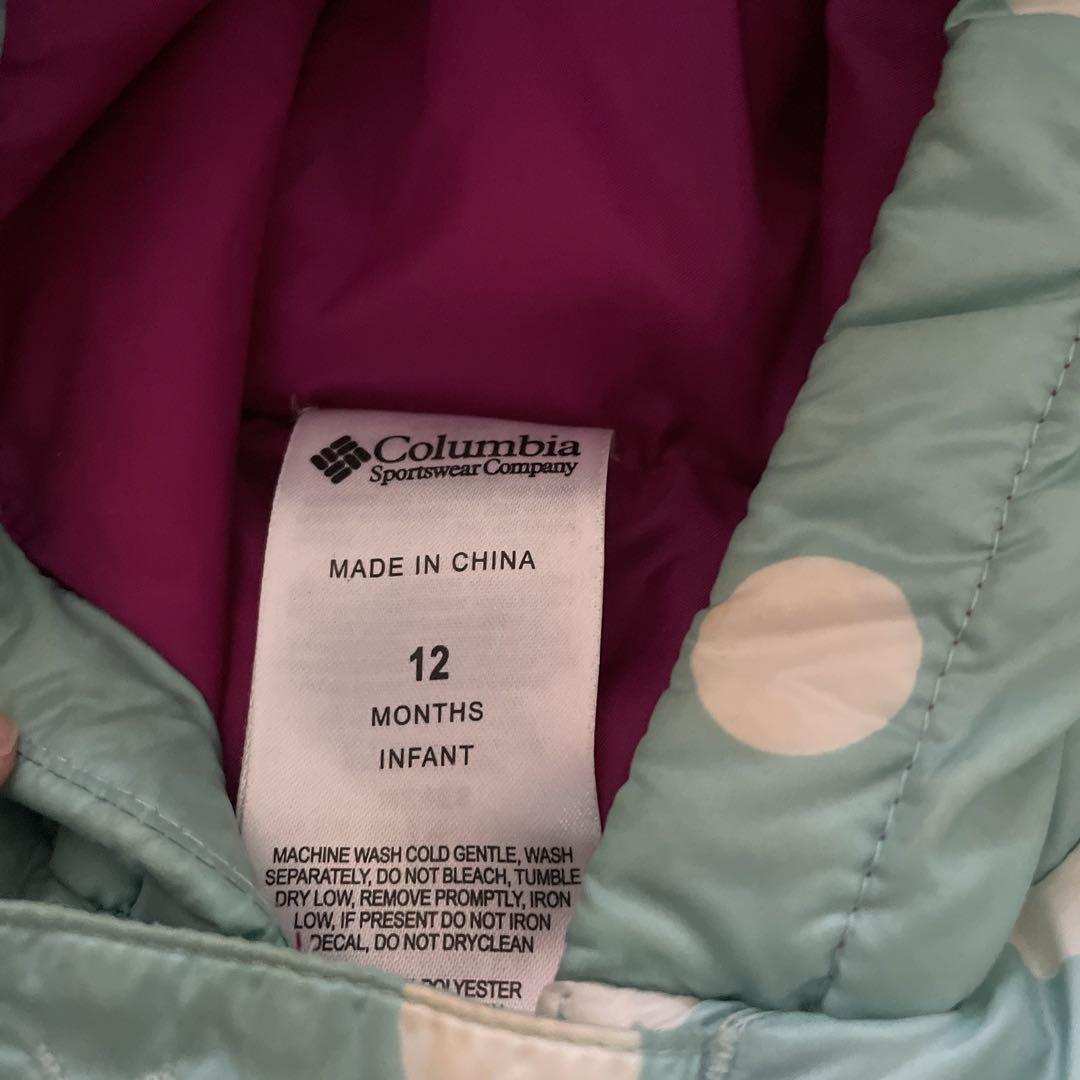 Columbia
Sportswear Company
MADE IN CHINA
12
MONTHS
INFANT
MACHINE WASH COLD GENTLE, WASH
SEPARATELY, DO NOT BLEACH, TUMBLE
DRY LOW, REMOVE PROMPTLY, IRON
LOW, IF PRESENT DO NOT IRON
DECAL, DO NOT DRYCLEAN
POLYESTER